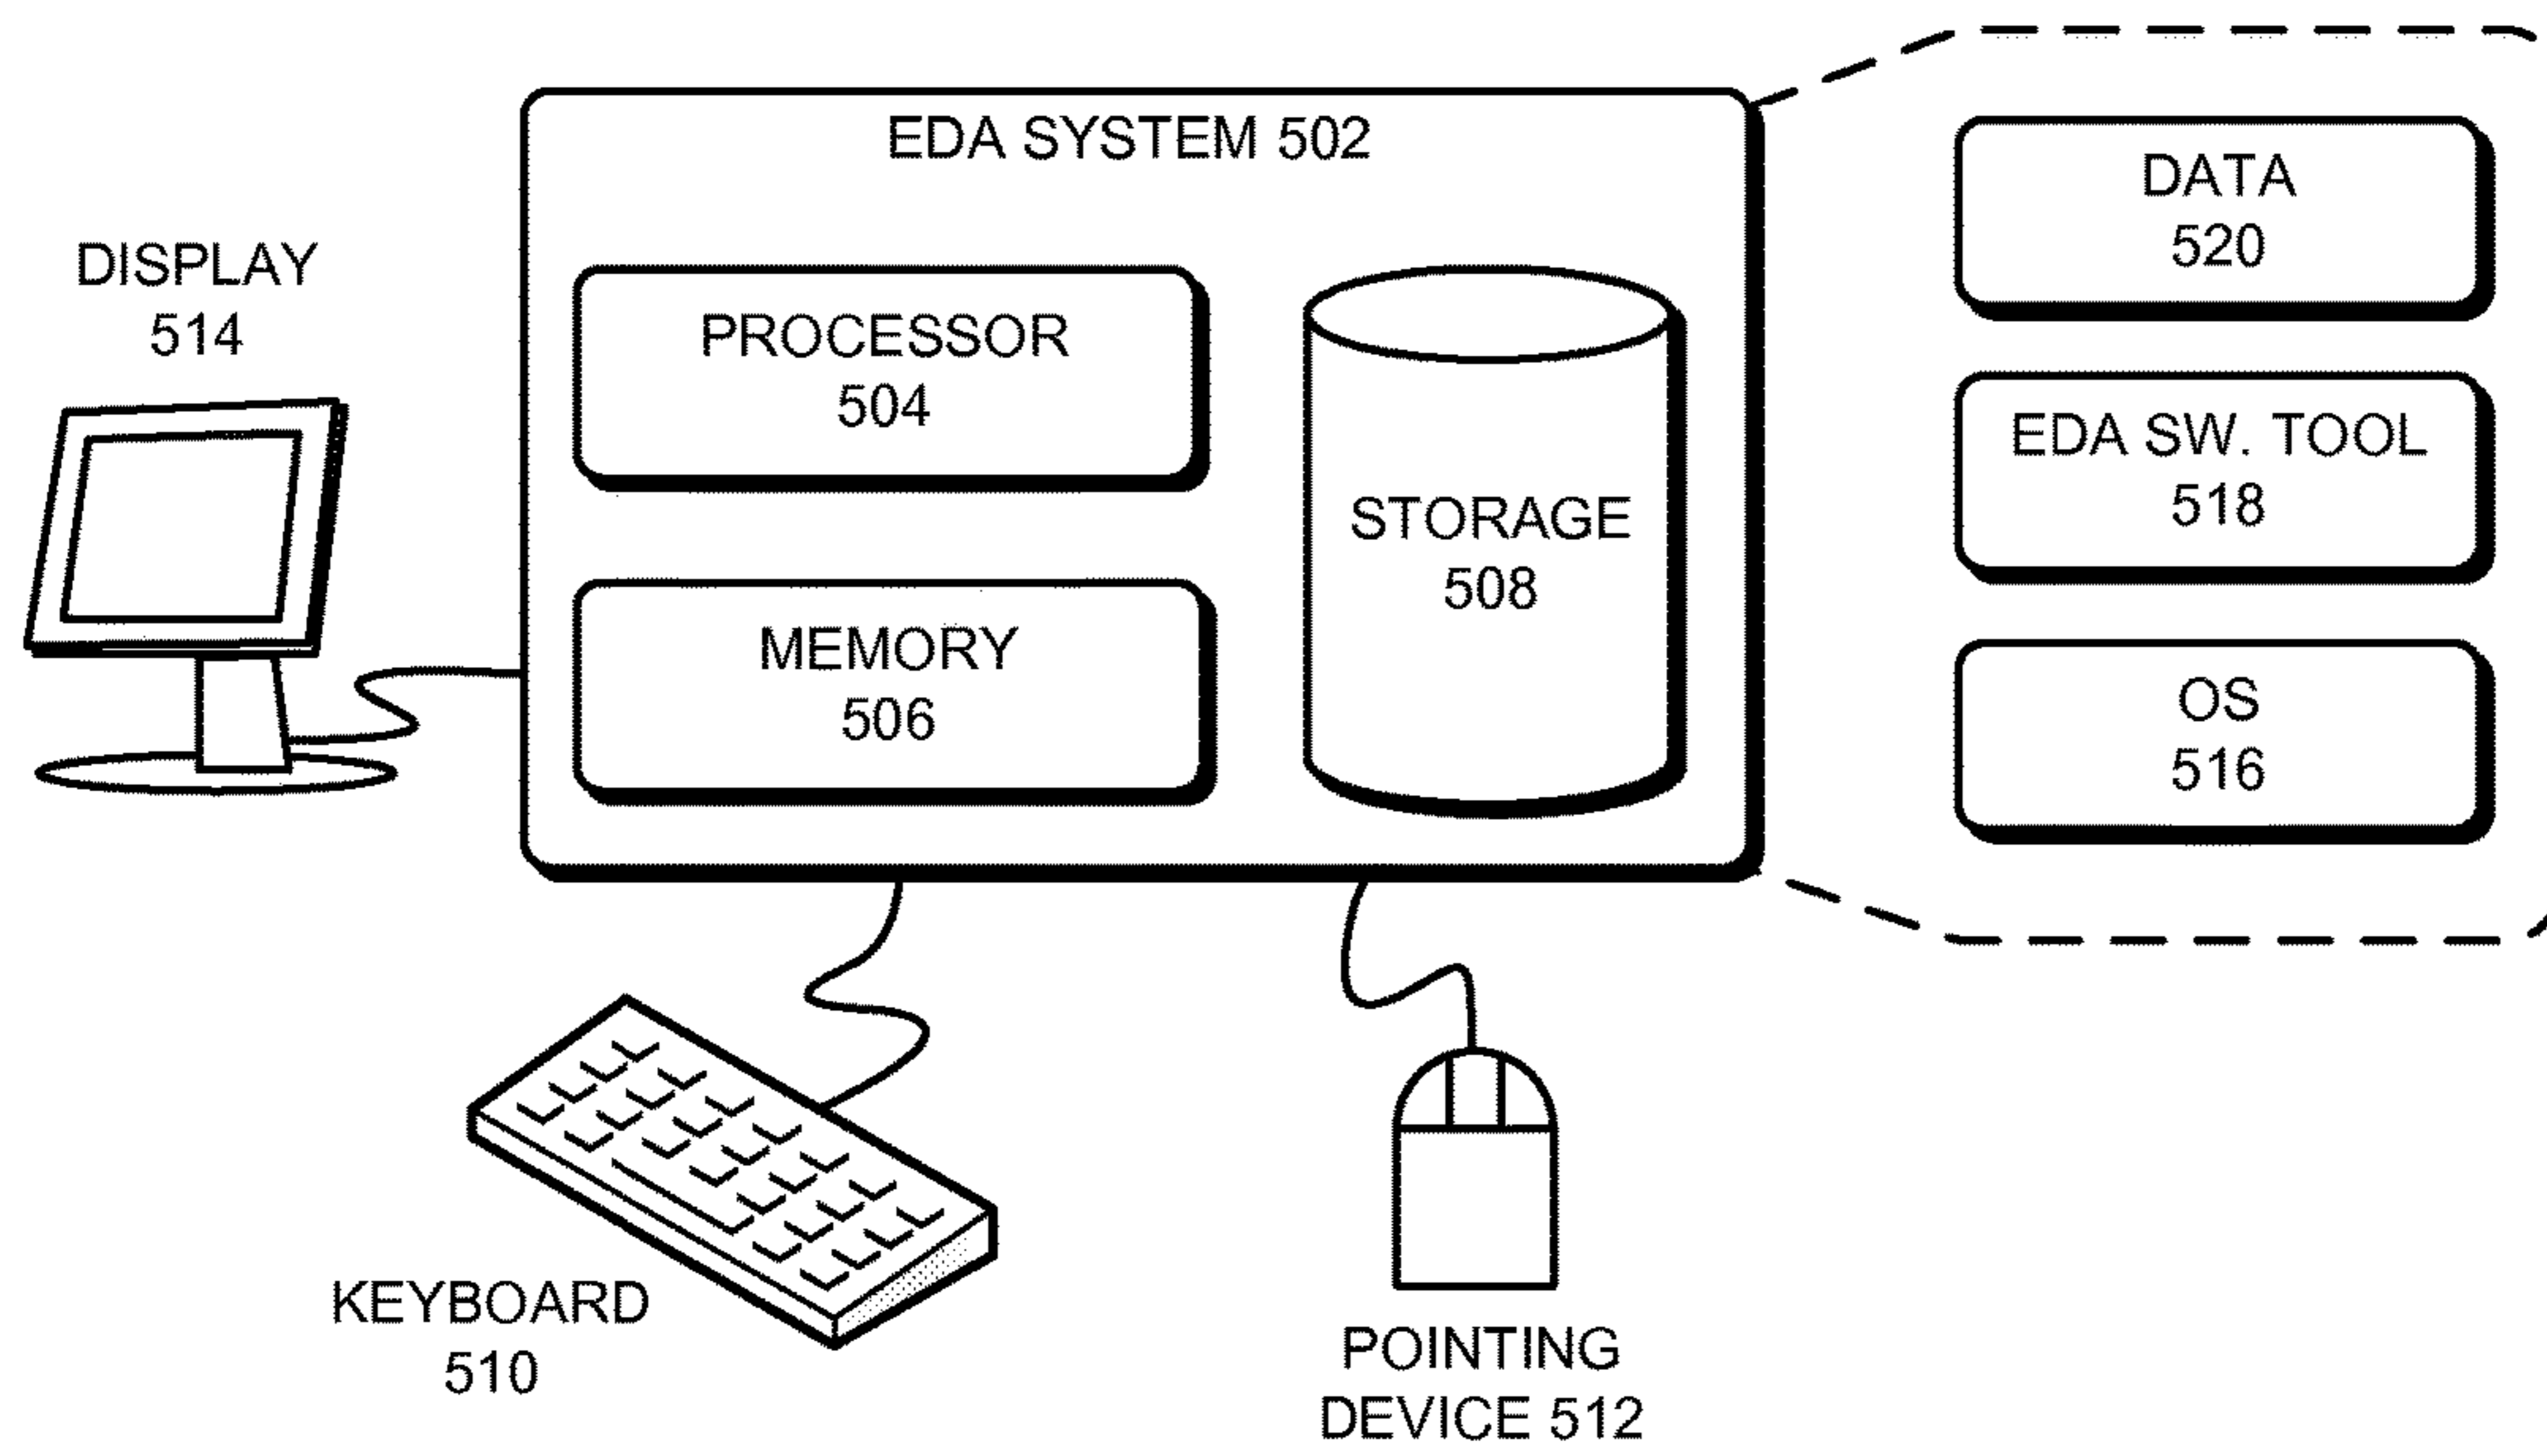 EDA SYSTEM 502
DISPLAY
514
PROCESSOR
504
MEMORY
506
STORAGE
508
DATA
520
EDA SW. TOOL
518
OS
516
KEYBOARD
510
POINTING
DEVICE 512